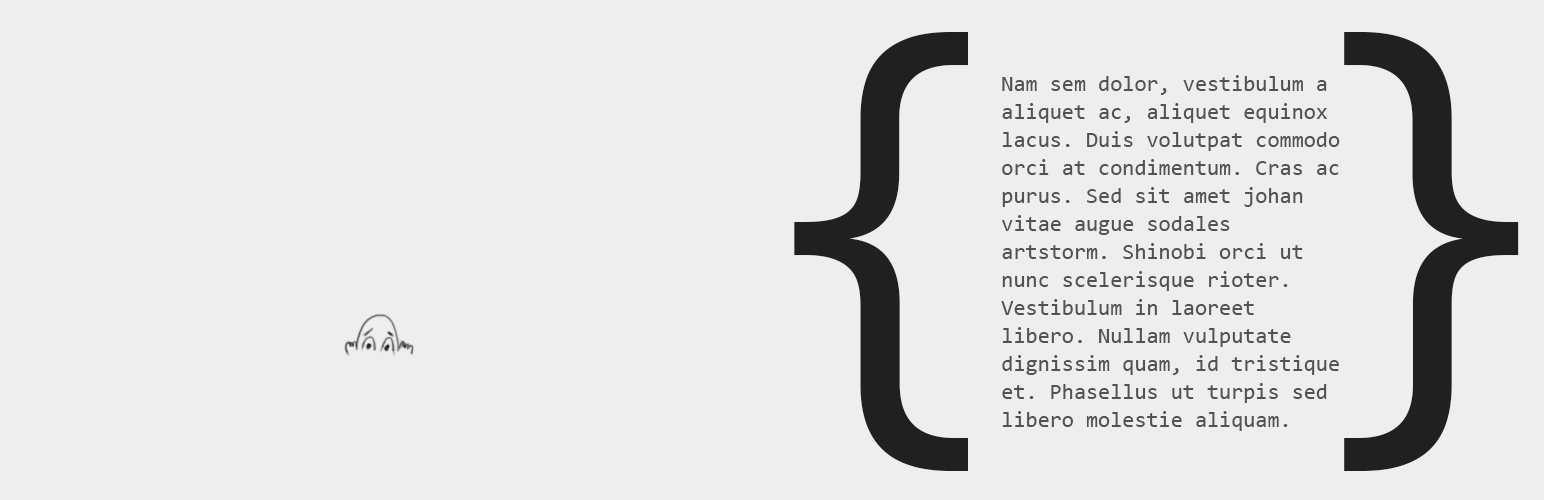 {
Nam sem dolor, vestibulum a
aliquet ac, aliquet equinox
lacus. Duis volutpat commodo
orci at condimentum. Cras ac
purus. Sed sit amet johan
vitae augue sodales
artstorm. Shinobi orci ut
nunc scelerisque rioter.
Vestibulum in laoreet
libero. Nullam vulputate
dignissim quam, id tristique
et. Phasellus ut turpis sed
libero molestie aliquam.
}